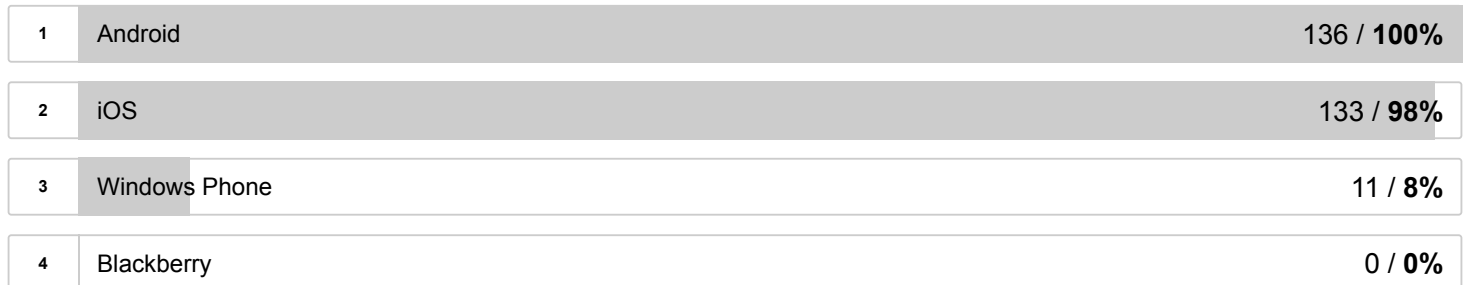 1 Android 136 / 100%
2 iOS 133 / 98%
3 Windows Phone 11 / 8%
4 Blackberry 0 / 0%